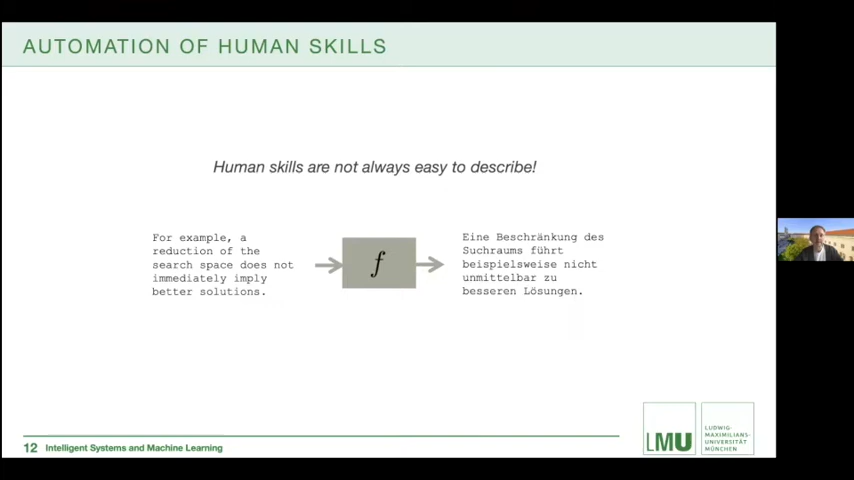 AUTOMATION OF HUMAN SKILLS
Human skills are not always easy to describe!
For example, a
reduction of the
search space does not
immediately imply
better solutions.
f
Eine Beschränkung des
Suchraums führt
beispielsweise nicht
unmittelbar zu
besseren Lösungen.
12 Intelligent Systems and Machine Learning
LMU
LUDWIG-
MAXIMILIANS-
UNIVERSITÄT
MÜNCHEN